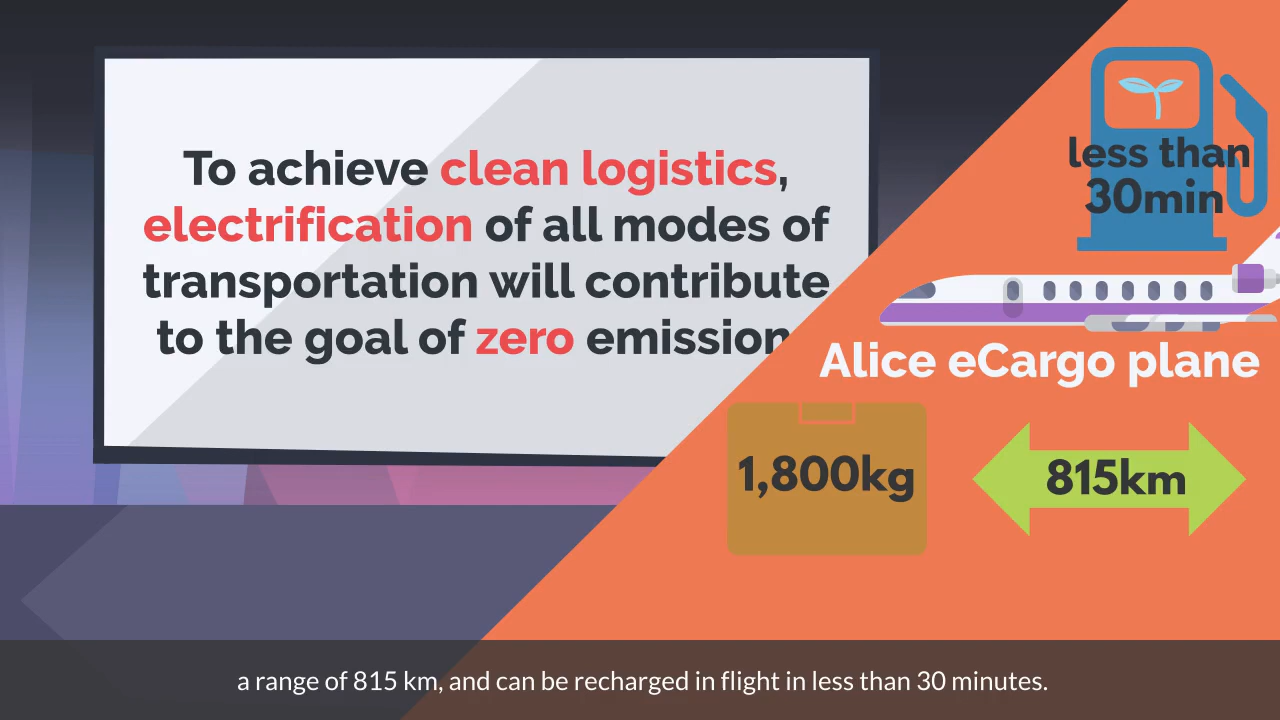 To achieve clean logistics,
electrification of all modes of
transportation will contribute
to the goal of zero emission
less than
30min
Alice eCargo plane
1,800kg
815km
a range of 815 km, and can be recharged in flight in less than 30 minutes.